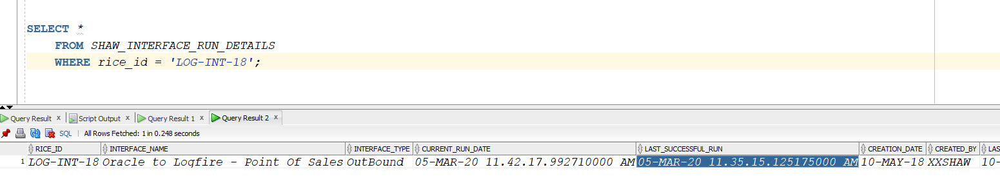 SELECT *
FROM SHAW_INTERFACE_RUN_DETAILS
WHERE rice_id = 'LOG-INT-18';
Query Result x Script Output x Query Result 1 x Query Result 2 x
SQL | All Rows Fetched: 1 in 0.248 seconds
RICE_ID INTERFACE_NAME INTERFACE_TYPE CURRENT_RUN_DATE LAST_SUCCESSFUL_RUN CREATION_DATE CREATED_BY LAS
1 LOG-INT-18 Oracle to Logfire - Point Of Sales OutBound 05-MAR-20 11.42.17.992710000 AM 05-MAR-20 11.35.15.125175000 AM 10-MAY-18 XXSHAW 10-